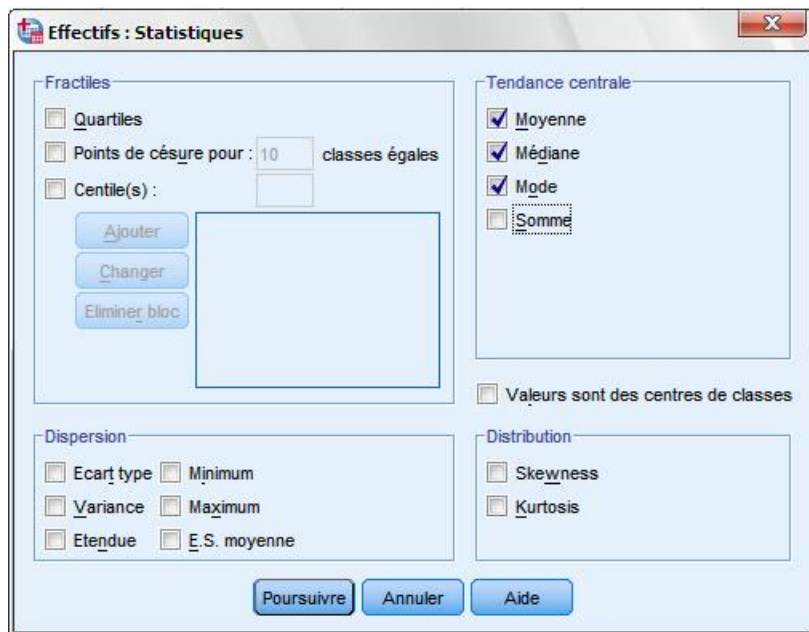 Effectifs : Statistiques
Fractiles
Quartiles
Points de césure pour : 10 classes égales
Centile(s) :
Ajouter
Changer
Eliminer bloc
Tendance centrale
Moyenne
Médiane
Mode
Somme
Valeurs sont des centres de classes
Dispersion
Ecart type Minimum
Variance Maximum
Etendue E.S. moyenne
Distribution
Skewness
Kurtosis
Poursuivre Annuler Aide